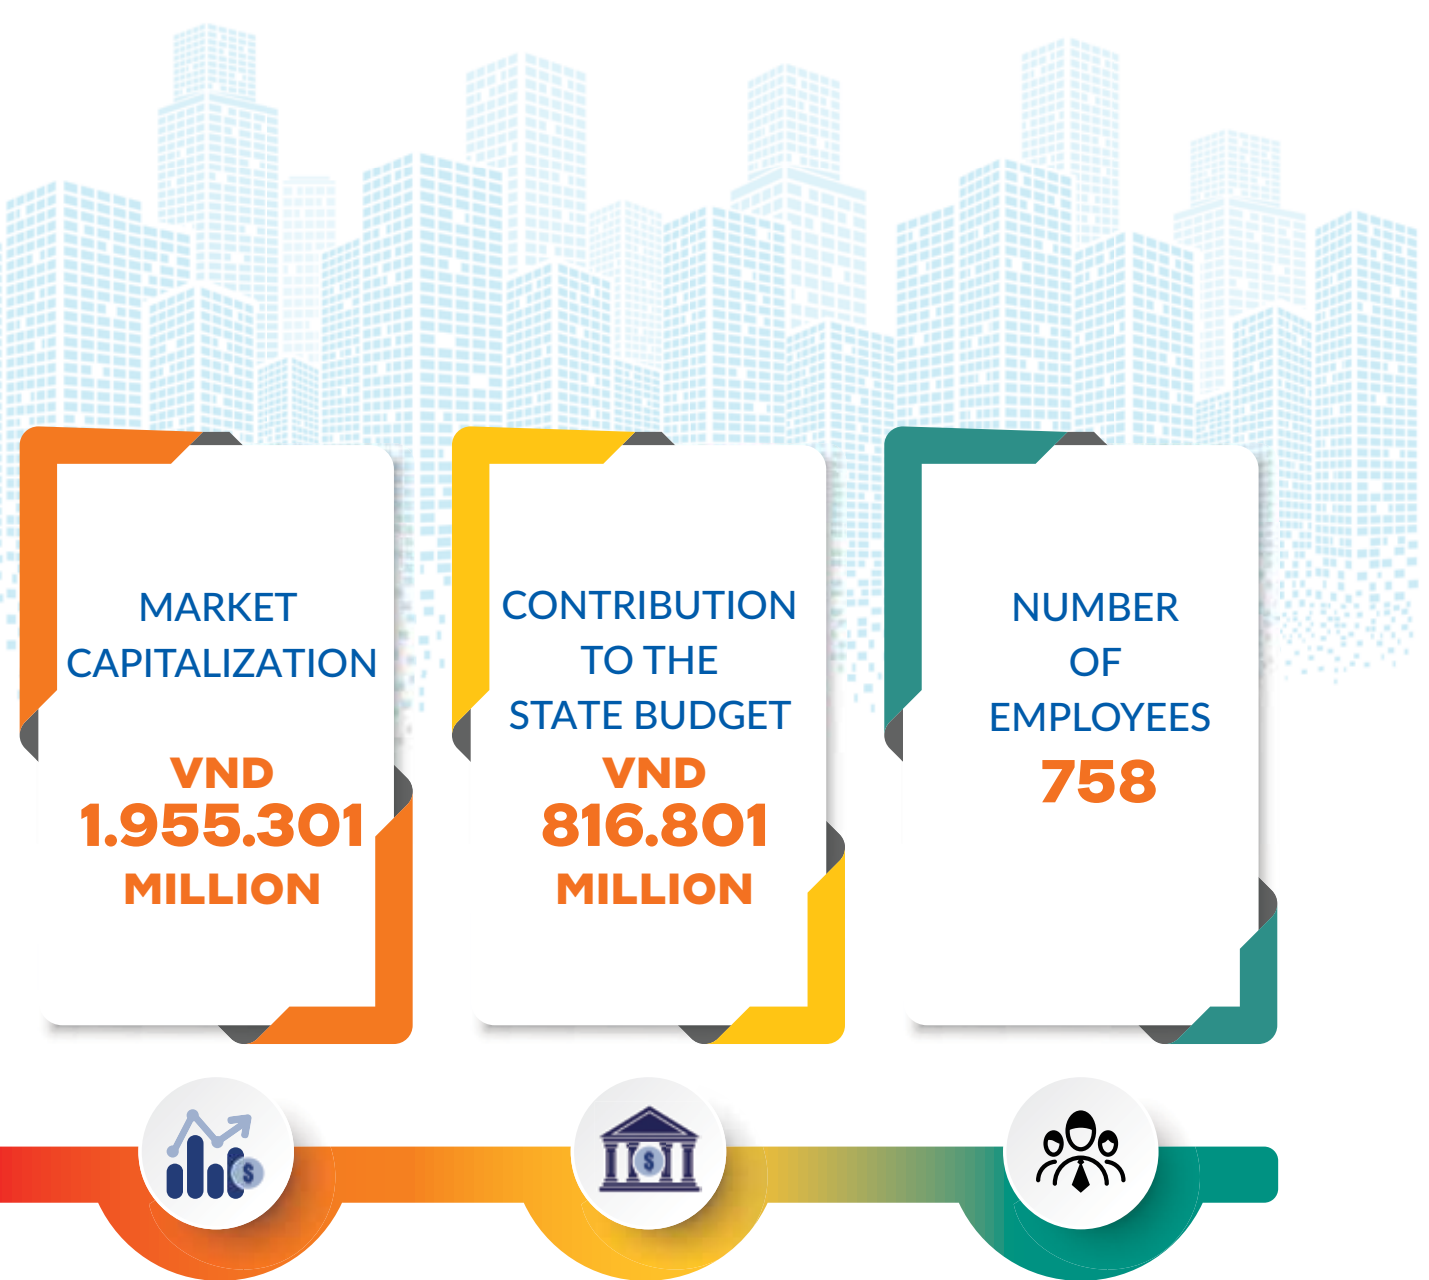 MARKET
CAPITALIZATION
VND
1.955.301
MILLION
CONTRIBUTION
TO THE
STATE BUDGET
VND
816.801
MILLION
NUMBER
OF
EMPLOYEES
758
$
$